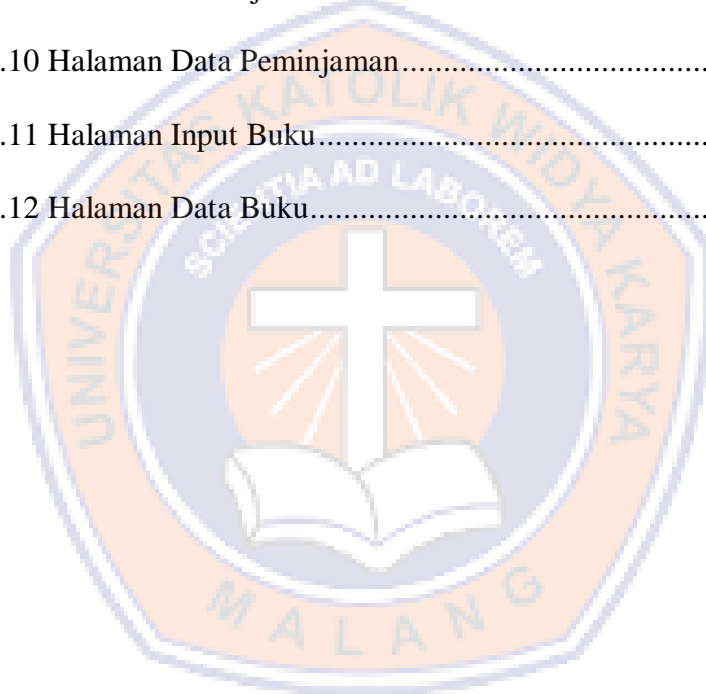 .10 Halaman Data Peminjaman
.11 Halaman Input Buku
.12 Halaman Data Buku
UNIVERSITAS KATOLIK WIDYA KARYA
SCIENTIA AD LABOREM
MALANG